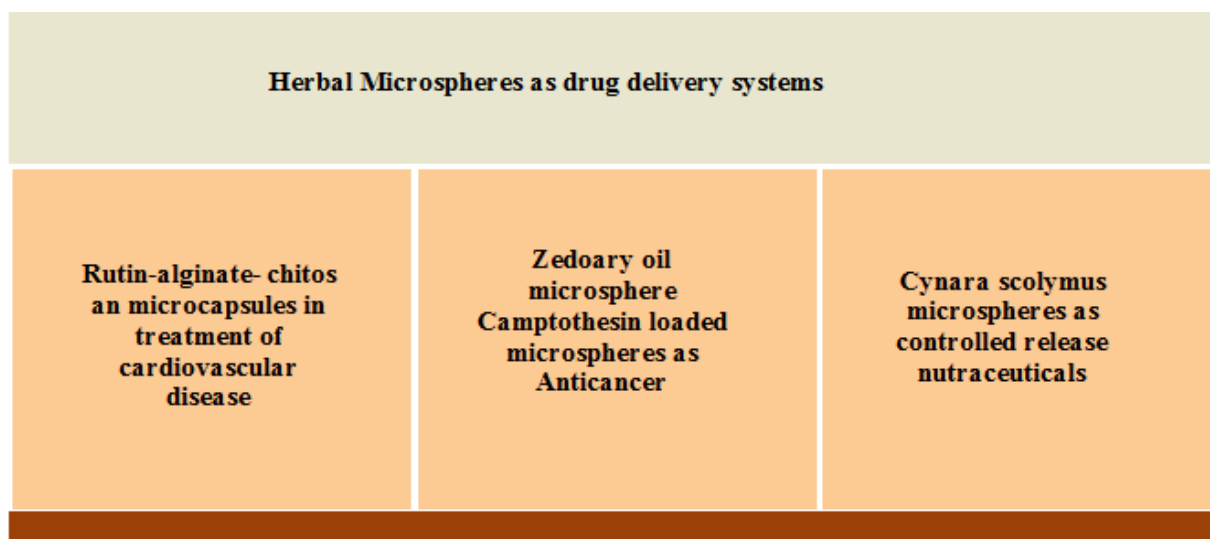 Herbal Microspheres as drug delivery systems
Rutin-alginate- chitos
an microcapsules in
treatment of
cardiovascular
disease
Zedoary oil
microsphere
Camptothesin loaded
microspheres as
Anticancer
Cynara scolymus
microspheres as
controlled release
nutraceuticals